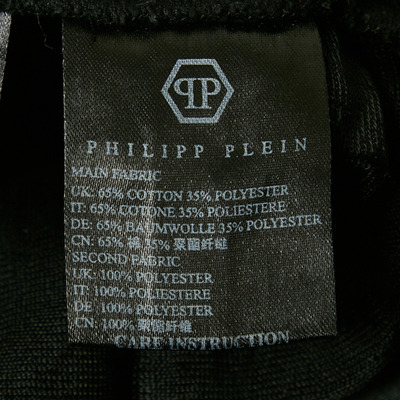 PHILIPP PLEIN
MAIN FABRIC
UK: 65% COTTON 35% POLYESTER
IT: 65% COTONE 35% POLIESTERE
DE: 65% BAUMWOLLE 35% POLYESTER
CN: 65% 棉 35% 聚酯纤维
SECOND FABRIC
UK: 100% POLYESTER
IT: 100% POLIESTERE
DE: 100% POLYESTER
CN: 100% 聚酯纤维
CARE INSTRUCTION